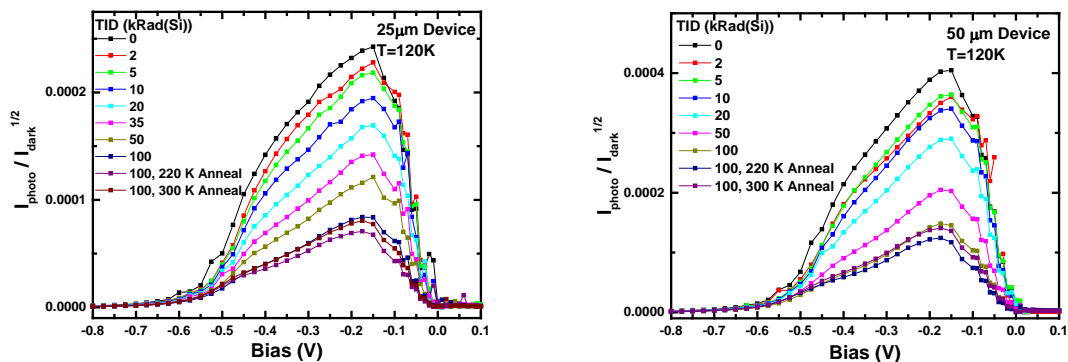 TID (kRad(Si))
0
2
5
10
20
35
50
100
100, 220 K Anneal
100, 300 K Anneal
25μm Device
T=120K
I_photo / I_dark^1/2
0.0002
0.0001
0.0000
-0.8 -0.7 -0.6 -0.5 -0.4 -0.3 -0.2 -0.1 0.0 0.1
Bias (V)
TID (kRad(Si))
0
2
5
10
20
50
100
100, 220 K Anneal
100, 300 K Anneal
50 μm Device
T=120K
I_photo / I_dark^1/2
0.0004
0.0002
0.0000
-0.8 -0.7 -0.6 -0.5 -0.4 -0.3 -0.2 -0.1 0.0 0.1
Bias (V)